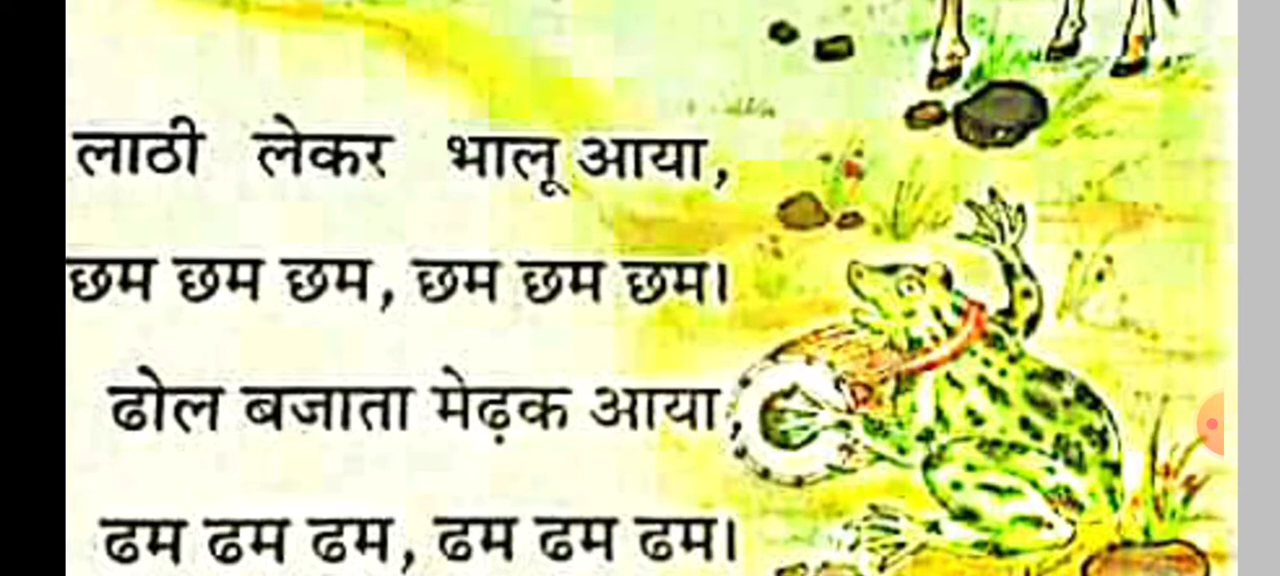 लाठी लेकर भालू आया,
छम छम छम, छम छम छम।
ढोल बजाता मेढ़क आया,
ढम ढम ढम, ढम ढम ढम।